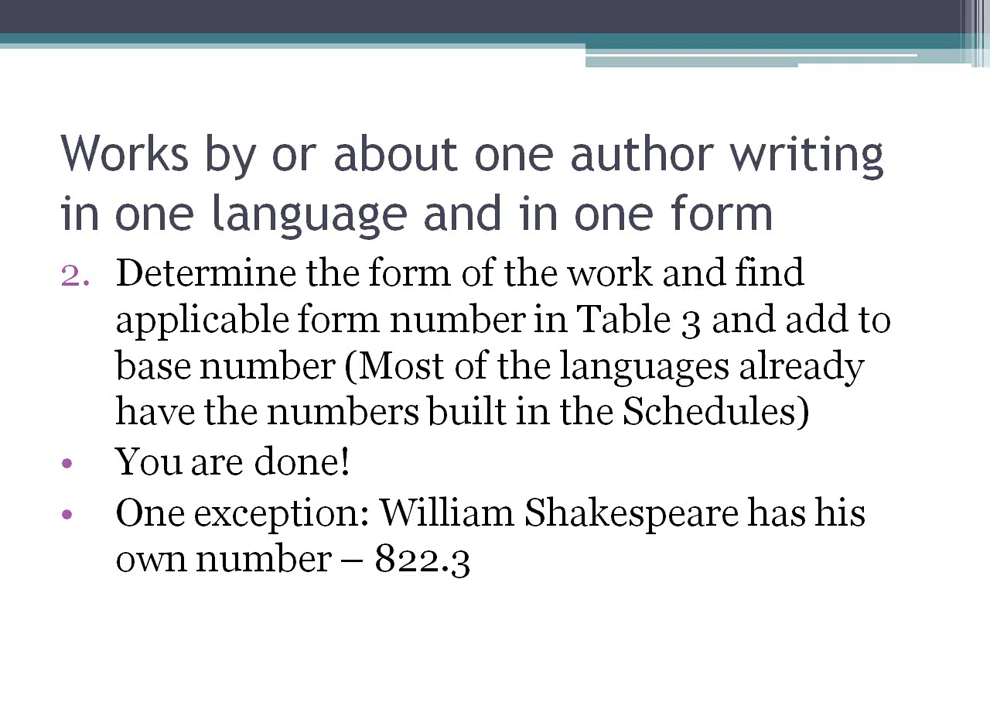 Works by or about one author writing
in one language and in one form
2. Determine the form of the work and find
applicable form number in Table 3 and add to
base number (Most of the languages already
have the numbers built in the Schedules)
• You are done!
• One exception: William Shakespeare has his
own number – 822.3